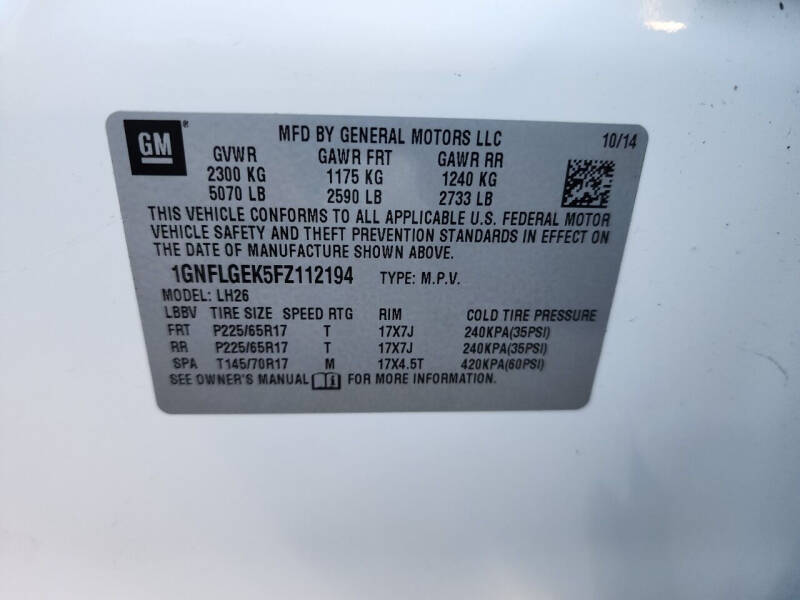 GM ® MFD BY GENERAL MOTORS LLC 10/14
GVWR GAWR FRT GAWR RR
2300 KG 1175 KG 1240 KG
5070 LB 2590 LB 2733 LB
THIS VEHICLE CONFORMS TO ALL APPLICABLE U.S. FEDERAL MOTOR
VEHICLE SAFETY AND THEFT PREVENTION STANDARDS IN EFFECT ON
THE DATE OF MANUFACTURE SHOWN ABOVE.
1GNFLGEK5FZ112194 TYPE: M.P.V.
MODEL: LH26
LBBV TIRE SIZE SPEED RTG RIM COLD TIRE PRESSURE
FRT P225/65R17 T 17X7J 240KPA(35PSI)
RR P225/65R17 T 17X7J 240KPA(35PSI)
SPA T145/70R17 M 17X4.5T 420KPA(60PSI)
SEE OWNER'S MANUAL FOR MORE INFORMATION.